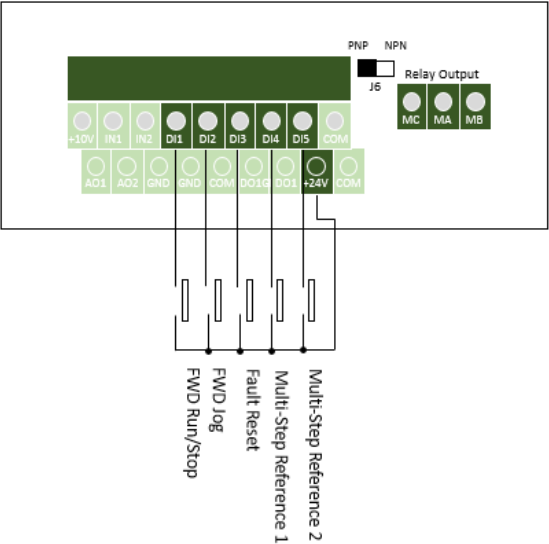 PNP NPN
J6
Relay Output
MC MA MB
+10V IN1 IN2 DI1 DI2 DI3 DI4 DI5 COM
AO1 AO2 GND GND COM DO1G DO1 +24V COM
FWD Run/Stop
FWD Jog
Fault Reset
Multi-Step Reference 1
Multi-Step Reference 2